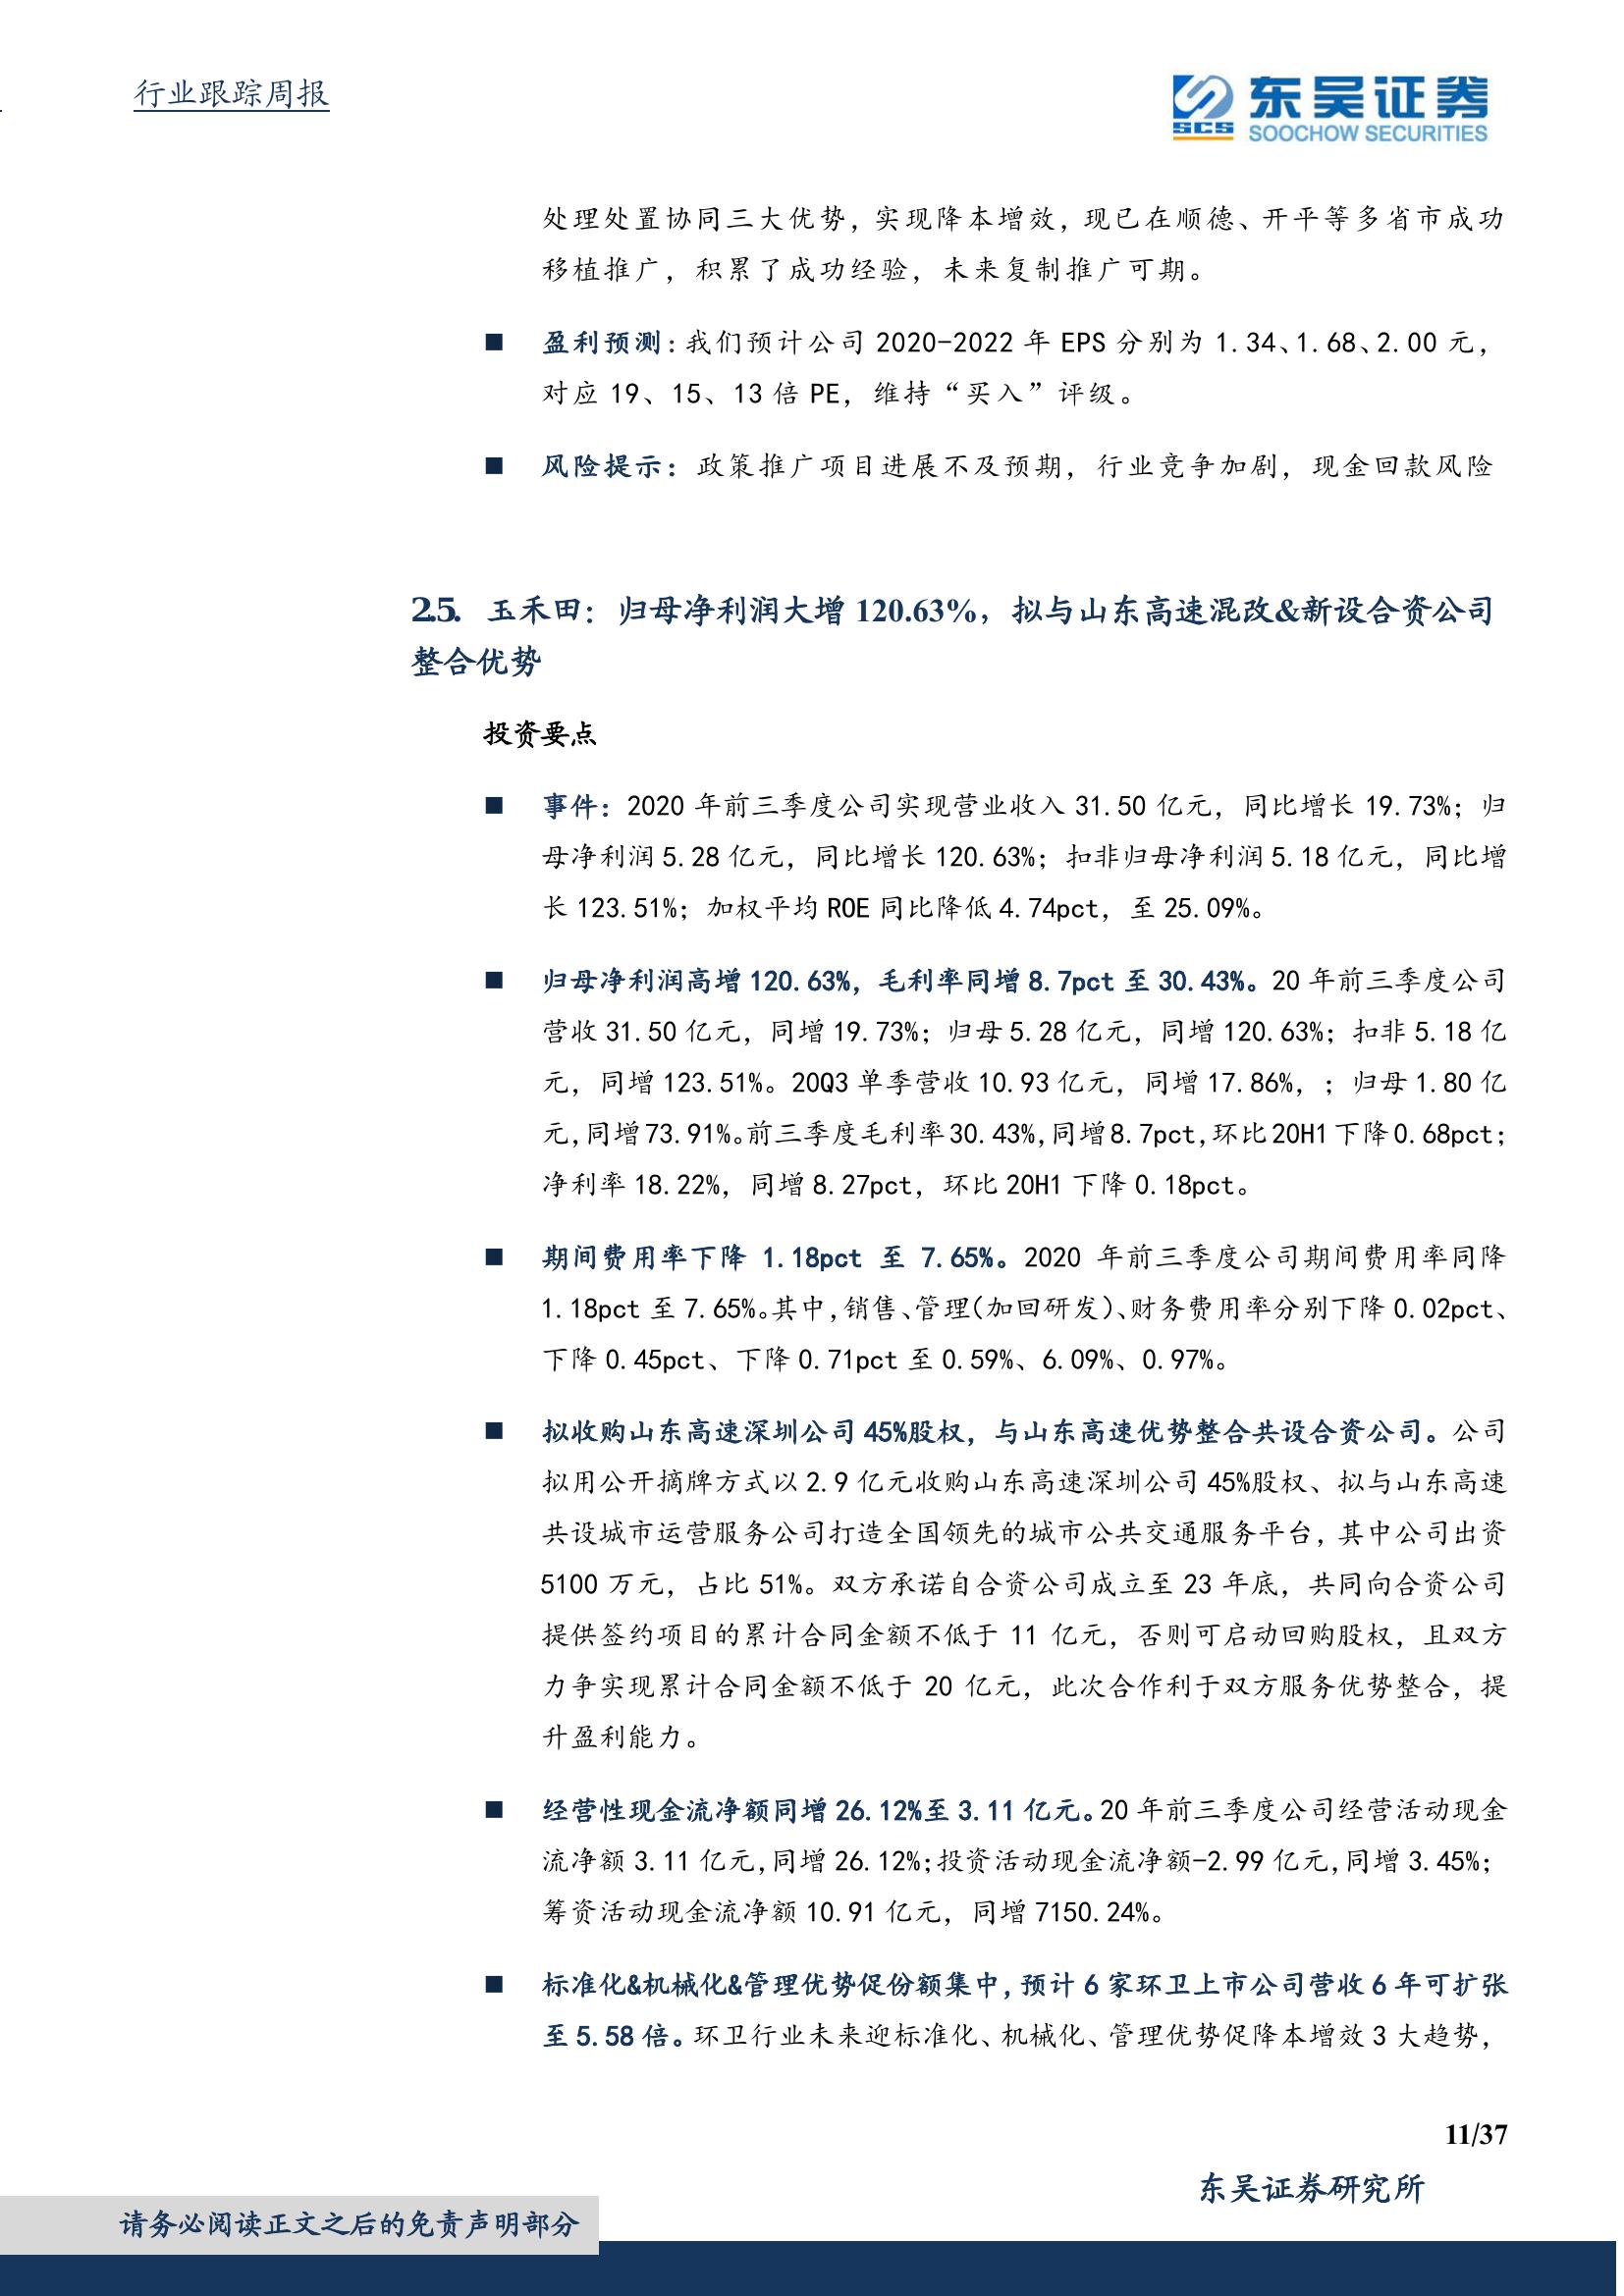 行业跟踪周报
东吴证券
SCS
SOOCHOW SECURITIES
处理处置协同三大优势，实现降本增效，现已在顺德、开平等多省市成功
移植推广，积累了成功经验，未来复制推广可期。
■ 盈利预测：我们预计公司 2020-2022 年 EPS 分别为 1.34、1.68、2.00 元，
对应 19、15、13 倍 PE，维持“买入”评级。
■ 风险提示：政策推广项目进展不及预期，行业竞争加剧，现金回款风险
2.5. 玉禾田：归母净利润大增 120.63%，拟与山东高速混改&新设合资公司
整合优势
投资要点
■ 事件：2020 年前三季度公司实现营业收入 31.50 亿元，同比增长 19.73%；归
母净利润 5.28 亿元，同比增长 120.63%；扣非归母净利润 5.18 亿元，同比增
长 123.51%；加权平均 ROE 同比降低 4.74pct，至 25.09%。
■ 归母净利润高增 120.63%，毛利率同增 8.7pct 至 30.43%。20 年前三季度公司
营收 31.50 亿元，同增 19.73%；归母 5.28 亿元，同增 120.63%；扣非 5.18 亿
元，同增 123.51%。20Q3 单季营收 10.93 亿元，同增 17.86%，；归母 1.80 亿
元，同增 73.91%。前三季度毛利率 30.43%，同增 8.7pct，环比 20H1 下降 0.68pct；
净利率 18.22%，同增 8.27pct，环比 20H1 下降 0.18pct。
■ 期间费用率下降 1.18pct 至 7.65%。2020 年前三季度公司期间费用率同降
1.18pct 至 7.65%。其中，销售、管理（加回研发）、财务费用率分别下降 0.02pct、
下降 0.45pct、下降 0.71pct 至 0.59%、6.09%、0.97%。
■ 拟收购山东高速深圳公司 45%股权，与山东高速优势整合共设合资公司。公司
拟用公开摘牌方式以 2.9 亿元收购山东高速深圳公司 45%股权、拟与山东高速
共设城市运营服务公司打造全国领先的城市公共交通服务平台，其中公司出资
5100 万元，占比 51%。双方承诺自合资公司成立至 23 年底，共同向合资公司
提供签约项目的累计合同金额不低于 11 亿元，否则可启动回购股权，且双方
力争实现累计合同金额不低于 20 亿元，此次合作利于双方服务优势整合，提
升盈利能力。
■ 经营性现金流净额同增 26.12%至 3.11 亿元。20 年前三季度公司经营活动现金
流净额 3.11 亿元，同增 26.12%；投资活动现金流净额-2.99 亿元，同增 3.45%；
筹资活动现金流净额 10.91 亿元，同增 7150.24%。
■ 标准化&机械化&管理优势促份额集中，预计 6 家环卫上市公司营收 6 年可扩张
至 5.58 倍。环卫行业未来迎标准化、机械化、管理优势促降本增效 3 大趋势，
11/37
东吴证券研究所
请务必阅读正文之后的免责声明部分